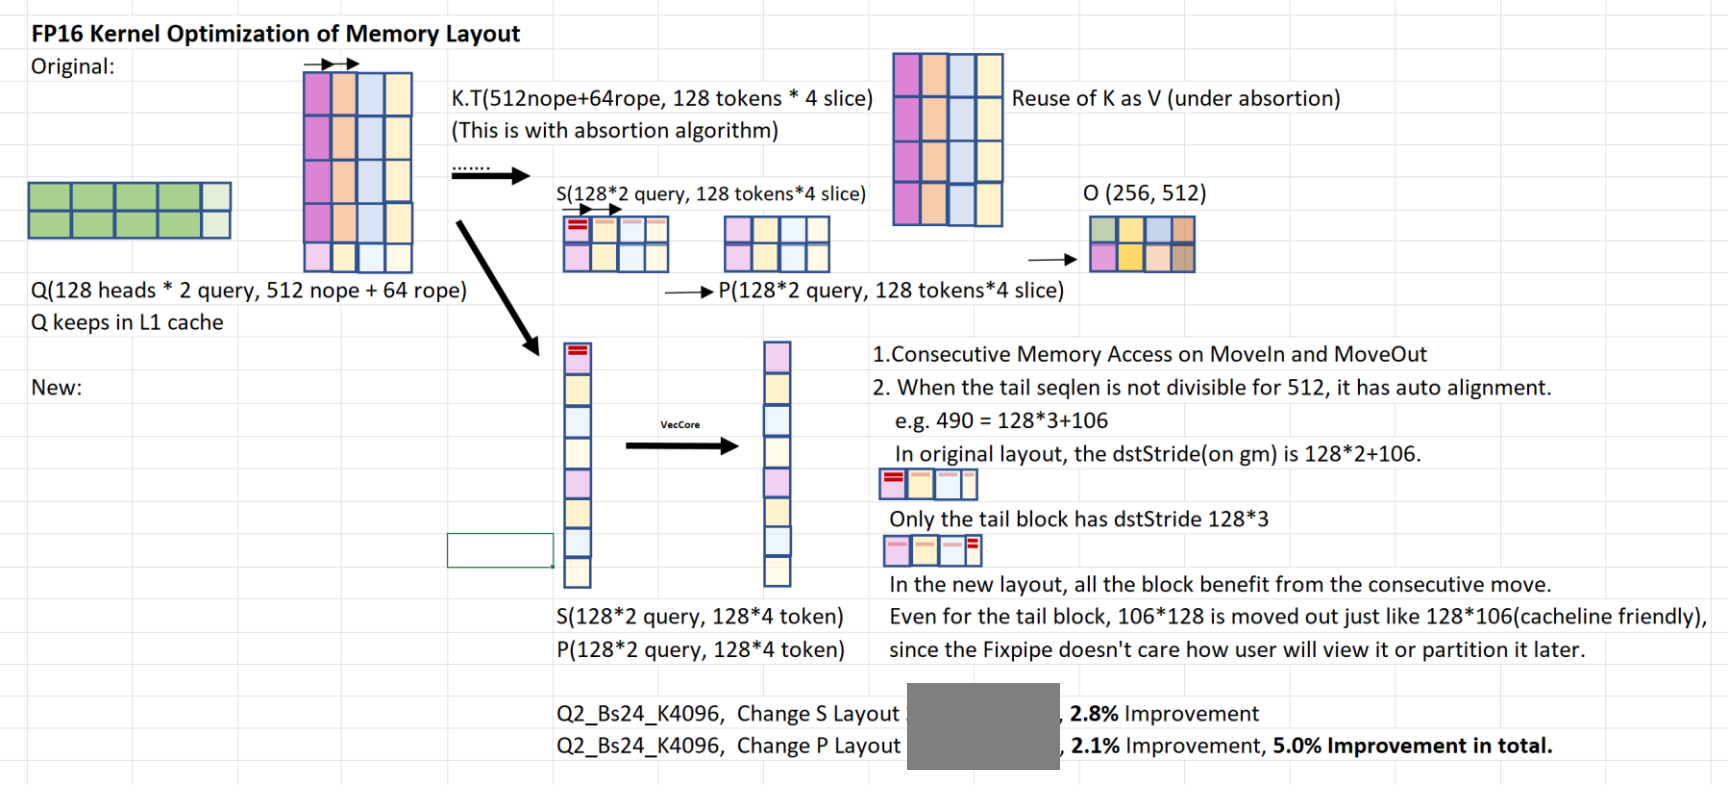 FP16 Kernel Optimization of Memory Layout
Original:
K.T(512nope+64rope, 128 tokens * 4 slice)
(This is with absortion algorithm)
.......
Reuse of K as V (under absortion)
S(128*2 query, 128 tokens*4 slice)
O (256, 512)
Q(128 heads * 2 query, 512 nope + 64 rope)
P(128*2 query, 128 tokens*4 slice)
Q keeps in L1 cache
New:
VecCore
1.Consecutive Memory Access on MoveIn and MoveOut
2. When the tail seqlen is not divisible for 512, it has auto alignment.
e.g. 490 = 128*3+106
In original layout, the dstStride(on gm) is 128*2+106.
Only the tail block has dstStride 128*3
In the new layout, all the block benefit from the consecutive move.
Even for the tail block, 106*128 is moved out just like 128*106(cacheline friendly),
since the Fixpipe doesn't care how user will view it or partition it later.
S(128*2 query, 128*4 token)
P(128*2 query, 128*4 token)
Q2_Bs24_K4096, Change S Layout , 2.8% Improvement
Q2_Bs24_K4096, Change P Layout , 2.1% Improvement, 5.0% Improvement in total.